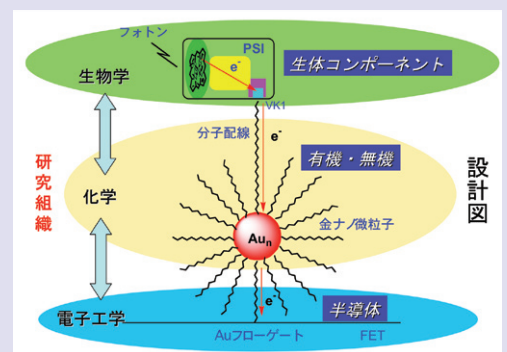 フォトン
PSI
e-
生物学
生体コンポーネント
VK1
分子配線
e-
有機・無機
研究組織
化学
設計図
金ナノ微粒子
Aun
e-
半導体
電子工学
Auフローゲート
FET